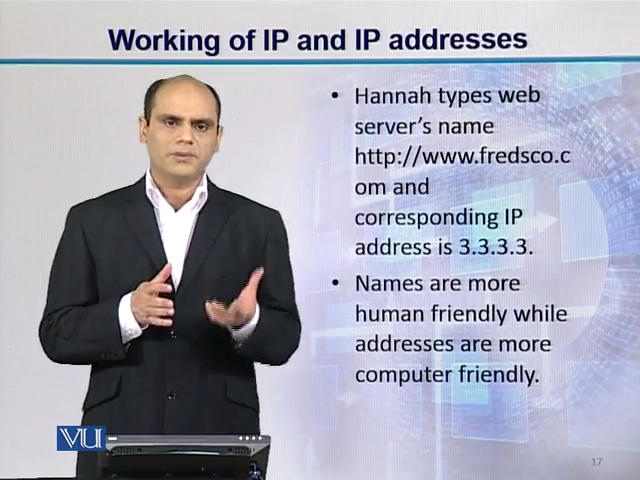 Working of IP and IP addresses
• Hannah types web
server's name
http://www.fredsco.c
om and
corresponding IP
address is 3.3.3.3.
• Names are more
human friendly while
addresses are more
computer friendly.
VU
17